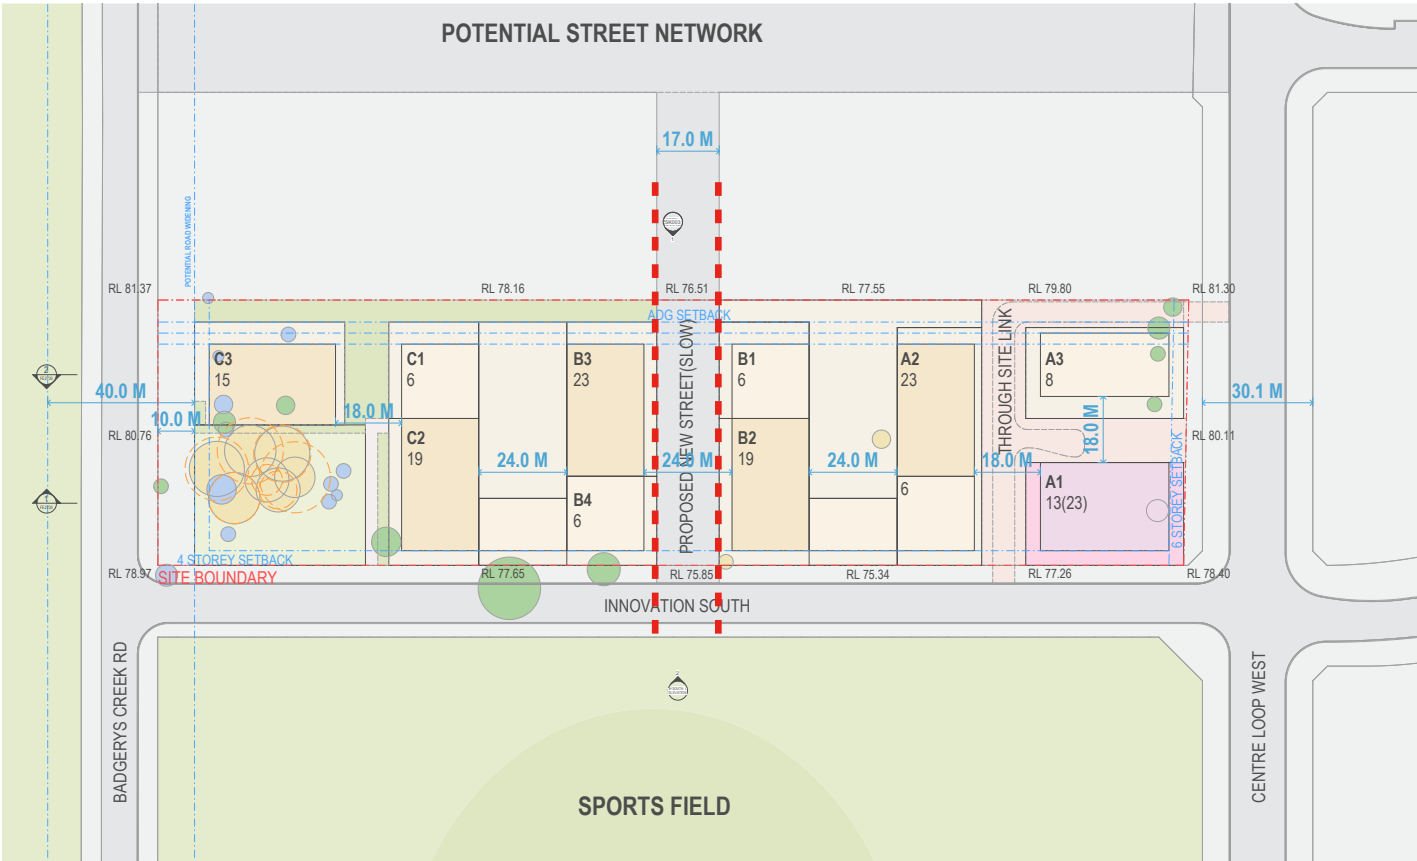 POTENTIAL STREET NETWORK
17.0 M
POTENTIAL ROAD WIDENING
RL 81.37
RL 78.16
RL 76.51
RL 77.55
RL 79.80
RL 81.30
ADG SETBACK
C3
15
C1
6
B3
23
B1
6
A2
23
A3
8
THROUGH SITE LINK
PROPOSED NEW STREET(SLOW)
2
40.0 M
10.0 M
18.0 M
30.1 M
18.0 M
RL 80.76
RL 80.11
C2
19
B2
19
24.0 M
24.0 M
24.0 M
18.0 M
6 STOREY SETBACK
A1
13(23)
6
B4
6
1
1
4 STOREY SETBACK
SITE BOUNDARY
RL 78.97
RL 77.65
RL 75.85
RL 75.34
RL 77.26
RL 78.40
INNOVATION SOUTH
BADGERYS CREEK RD
CENTRE LOOP WEST
2
SPORTS FIELD